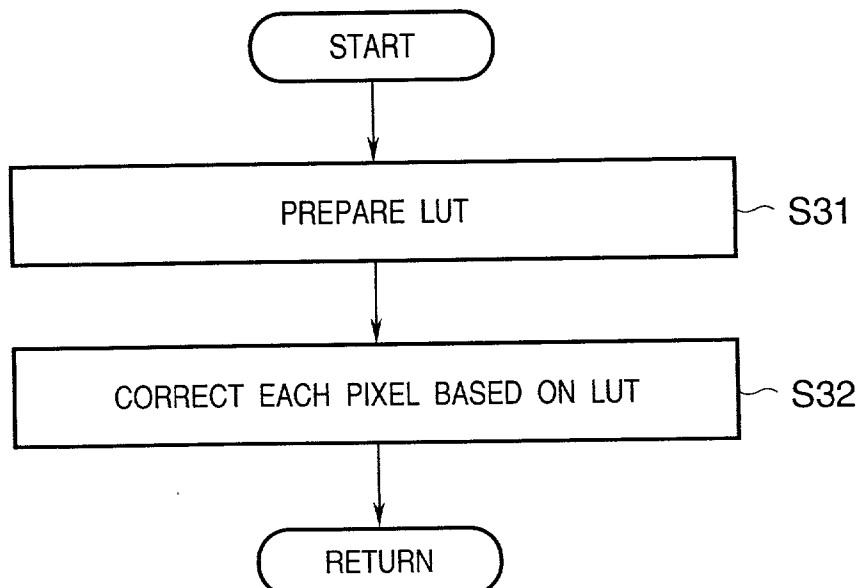 START
PREPARE LUT
S31
CORRECT EACH PIXEL BASED ON LUT
S32
RETURN